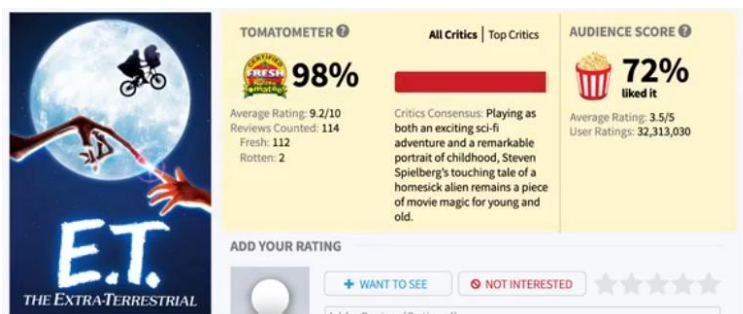 TOMATOMETER ?
All Critics | Top Critics
CERTIFIED
FRESH
98%
Average Rating: 9.2/10
Reviews Counted: 114
Fresh: 112
Rotten: 2
Critics Consensus: Playing as
both an exciting sci-fi
adventure and a remarkable
portrait of childhood, Steven
Spielberg's touching tale of a
homesick alien remains a piece
of movie magic for young and
old.
AUDIENCE SCORE ?
72%
liked it
Average Rating: 3.5/5
User Ratings: 32,313,030
E.T.
THE EXTRA-TERRESTRIAL
ADD YOUR RATING
+ WANT TO SEE
NOT INTERESTED